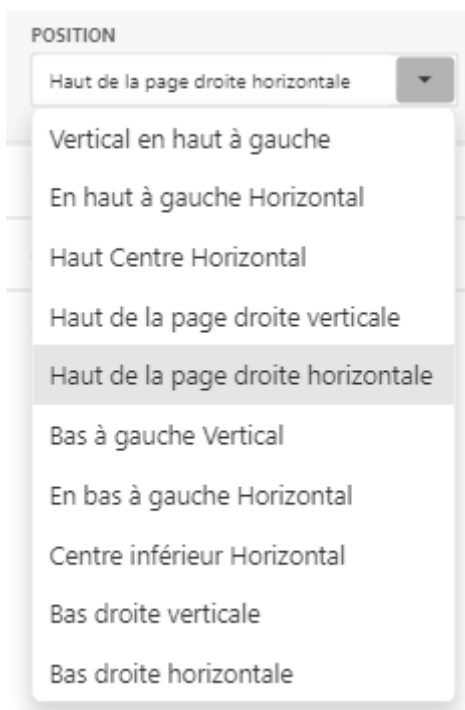 POSITION
Haut de la page droite horizontale
Vertical en haut à gauche
En haut à gauche Horizontal
Haut Centre Horizontal
Haut de la page droite verticale
Haut de la page droite horizontale
Bas à gauche Vertical
En bas à gauche Horizontal
Centre inférieur Horizontal
Bas droite verticale
Bas droite horizontale